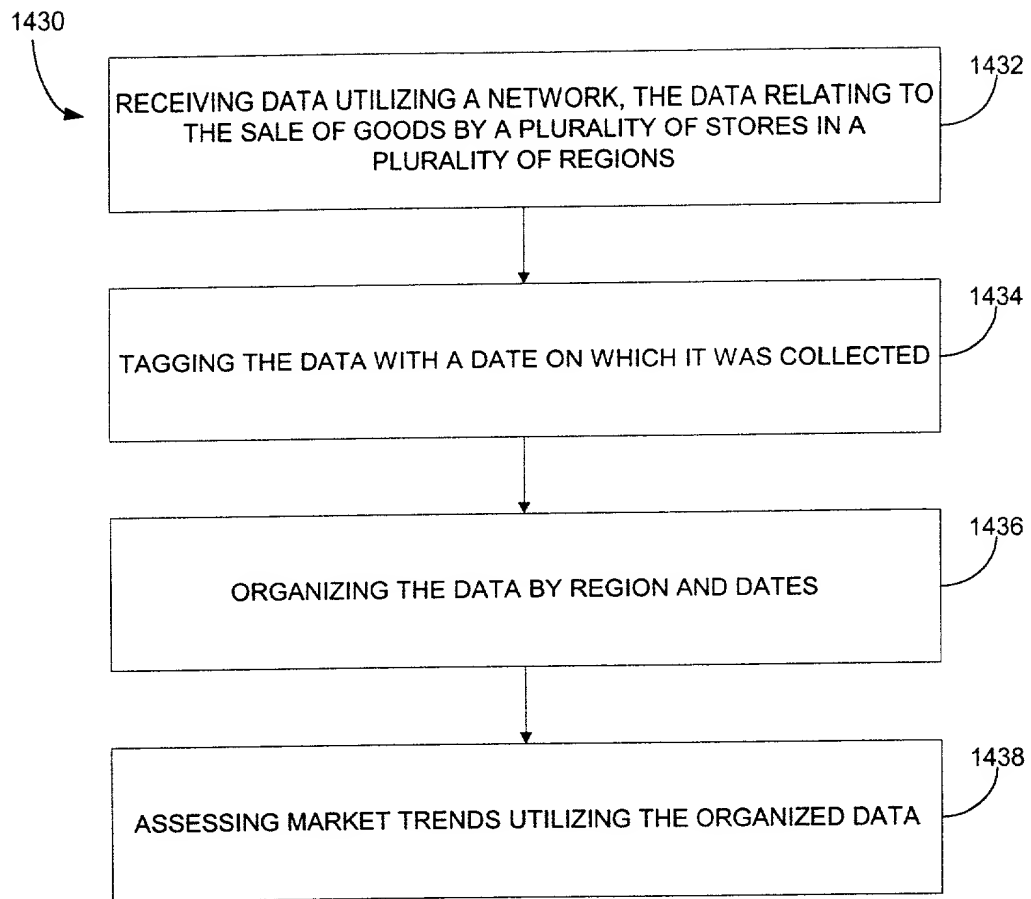 1430
1432
RECEIVING DATA UTILIZING A NETWORK, THE DATA RELATING TO
THE SALE OF GOODS BY A PLURALITY OF STORES IN A
PLURALITY OF REGIONS
1434
TAGGING THE DATA WITH A DATE ON WHICH IT WAS COLLECTED
1436
ORGANIZING THE DATA BY REGION AND DATES
1438
ASSESSING MARKET TRENDS UTILIZING THE ORGANIZED DATA